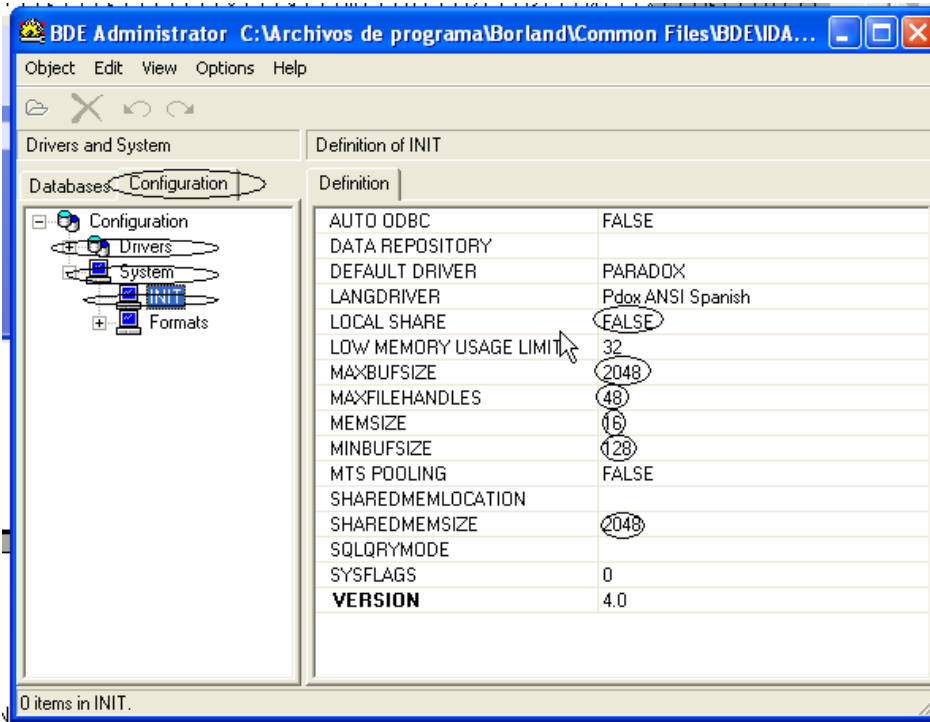 BDE Administrator C:\Archivos de programa\Borland\Common Files\BDE\IDA...
Object Edit View Options Help
Drivers and System
Definition of INIT
Databases
Configuration
Definition
Configuration
Drivers
System
INIT
Formats
AUTO ODBC FALSE
DATA REPOSITORY
DEFAULT DRIVER PARADOX
LANGDRIVER Pdox ANSI Spanish
LOCAL SHARE FALSE
LOW MEMORY USAGE LIMIT 32
MAXBUFSIZE 2048
MAXFILEHANDLES 48
MEMSIZE 16
MINBUFSIZE 128
MTS POOLING FALSE
SHAREDMEMLOCATION
SHAREDMEMSIZE 2048
SQLQRYMODE
SYSFLAGS 0
VERSION 4.0
0 items in INIT.